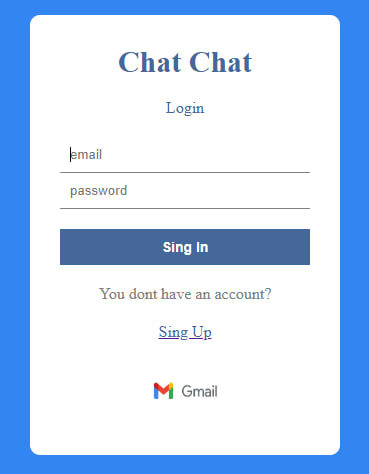 Chat Chat
Login
email
password
Sing In
You dont have an account?
Sing Up
Gmail